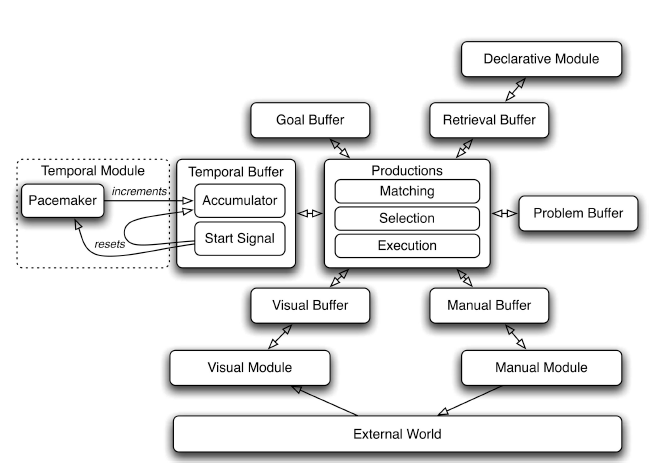 Declarative Module
Goal Buffer
Retrieval Buffer
Temporal Module
Temporal Buffer
Productions
Pacemaker
increments
Accumulator
Matching
Selection
Execution
Problem Buffer
resets
Start Signal
Visual Buffer
Manual Buffer
Visual Module
Manual Module
External World